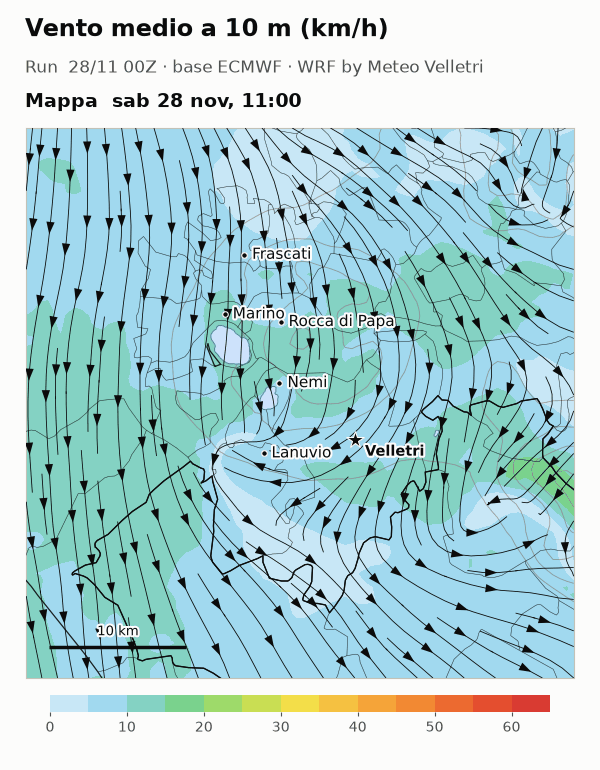 Vento medio a 10 m (km/h)
Run  28/11 00Z · base ECMWF · WRF by Meteo Velletri
Mappa  sab 28 nov, 11:00
Frascati
Marino
Rocca di Papa
Nemi
Velletri
Lanuvio
10 km
0 10 20 30 40 50 60